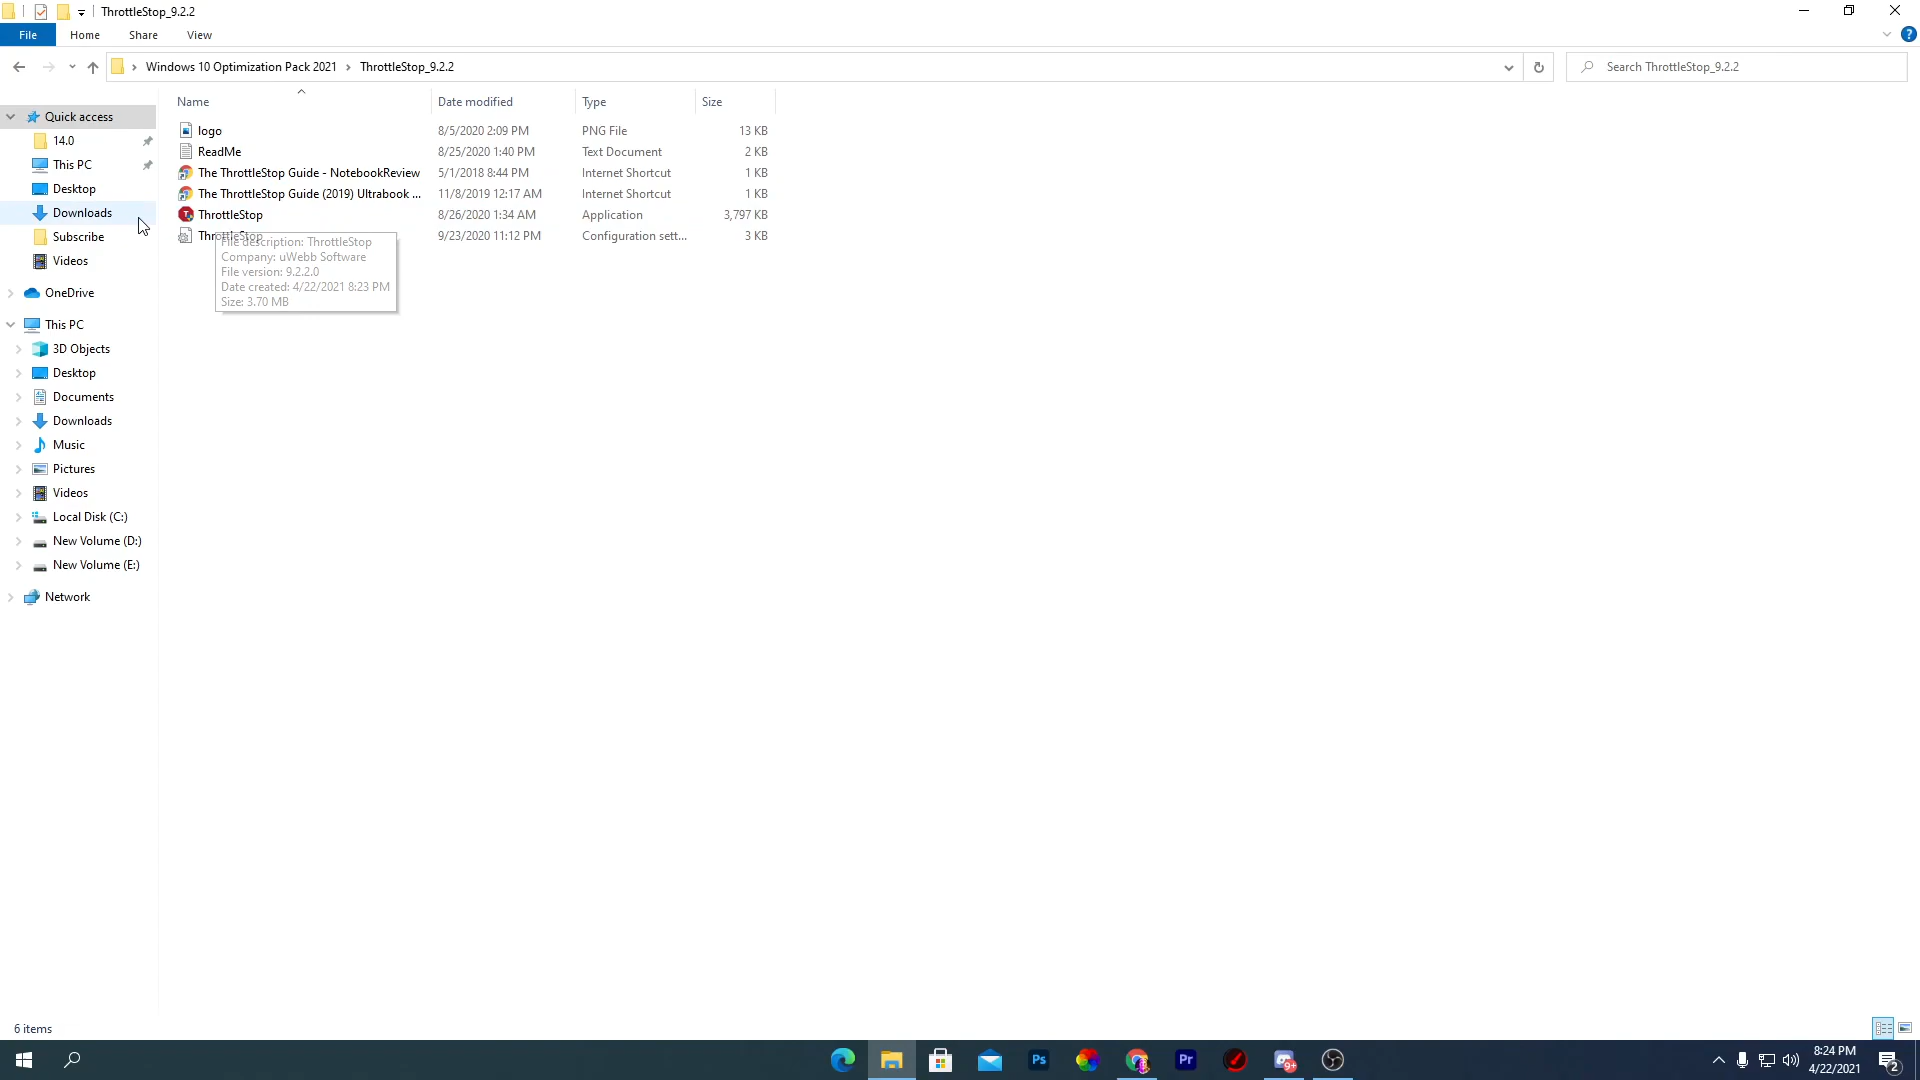 ThrottleStop_9.2.2
File Home Share View
Windows 10 Optimization Pack 2021 ThrottleStop_9.2.2
Search ThrottleStop_9.2.2
Name Date modified Type Size
Quick access
14.0
This PC
Desktop
Downloads
Subscribe
Videos
OneDrive
This PC
3D Objects
Desktop
Documents
Downloads
Music
Pictures
Videos
Local Disk (C:)
New Volume (D:)
New Volume (E:)
Network
logo 8/5/2020 2:09 PM PNG File 13 KB
ReadMe 8/25/2020 1:40 PM Text Document 2 KB
The ThrottleStop Guide - NotebookReview 5/1/2018 8:44 PM Internet Shortcut 1 KB
The ThrottleStop Guide (2019) Ultrabook ... 11/8/2019 12:17 AM Internet Shortcut 1 KB
ThrottleStop 8/26/2020 1:34 AM Application 3,797 KB
ThrottleStop 9/23/2020 11:12 PM Configuration sett... 3 KB
File description: ThrottleStop
Company: uWebb Software
File version: 9.2.2.0
Date created: 4/22/2021 8:23 PM
Size: 3.70 MB
6 items
Ps
Pr
9+
8:24 PM
4/22/2021
2